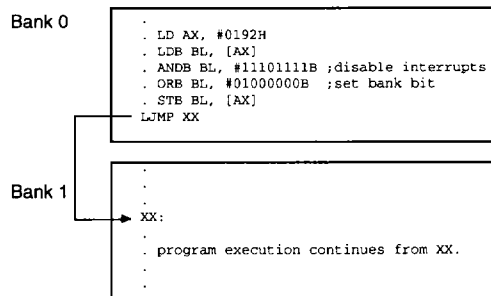 Bank 0
.
. LD AX, #0192H
. LDB BL, [AX]
. ANDB BL, #11101111B ;disable interrupts
. ORB BL, #01000000B ;set bank bit
. STB BL, [AX]
LJMP XX
Bank 1
.
.
.
XX:
.
. program execution continues from XX.
.
.